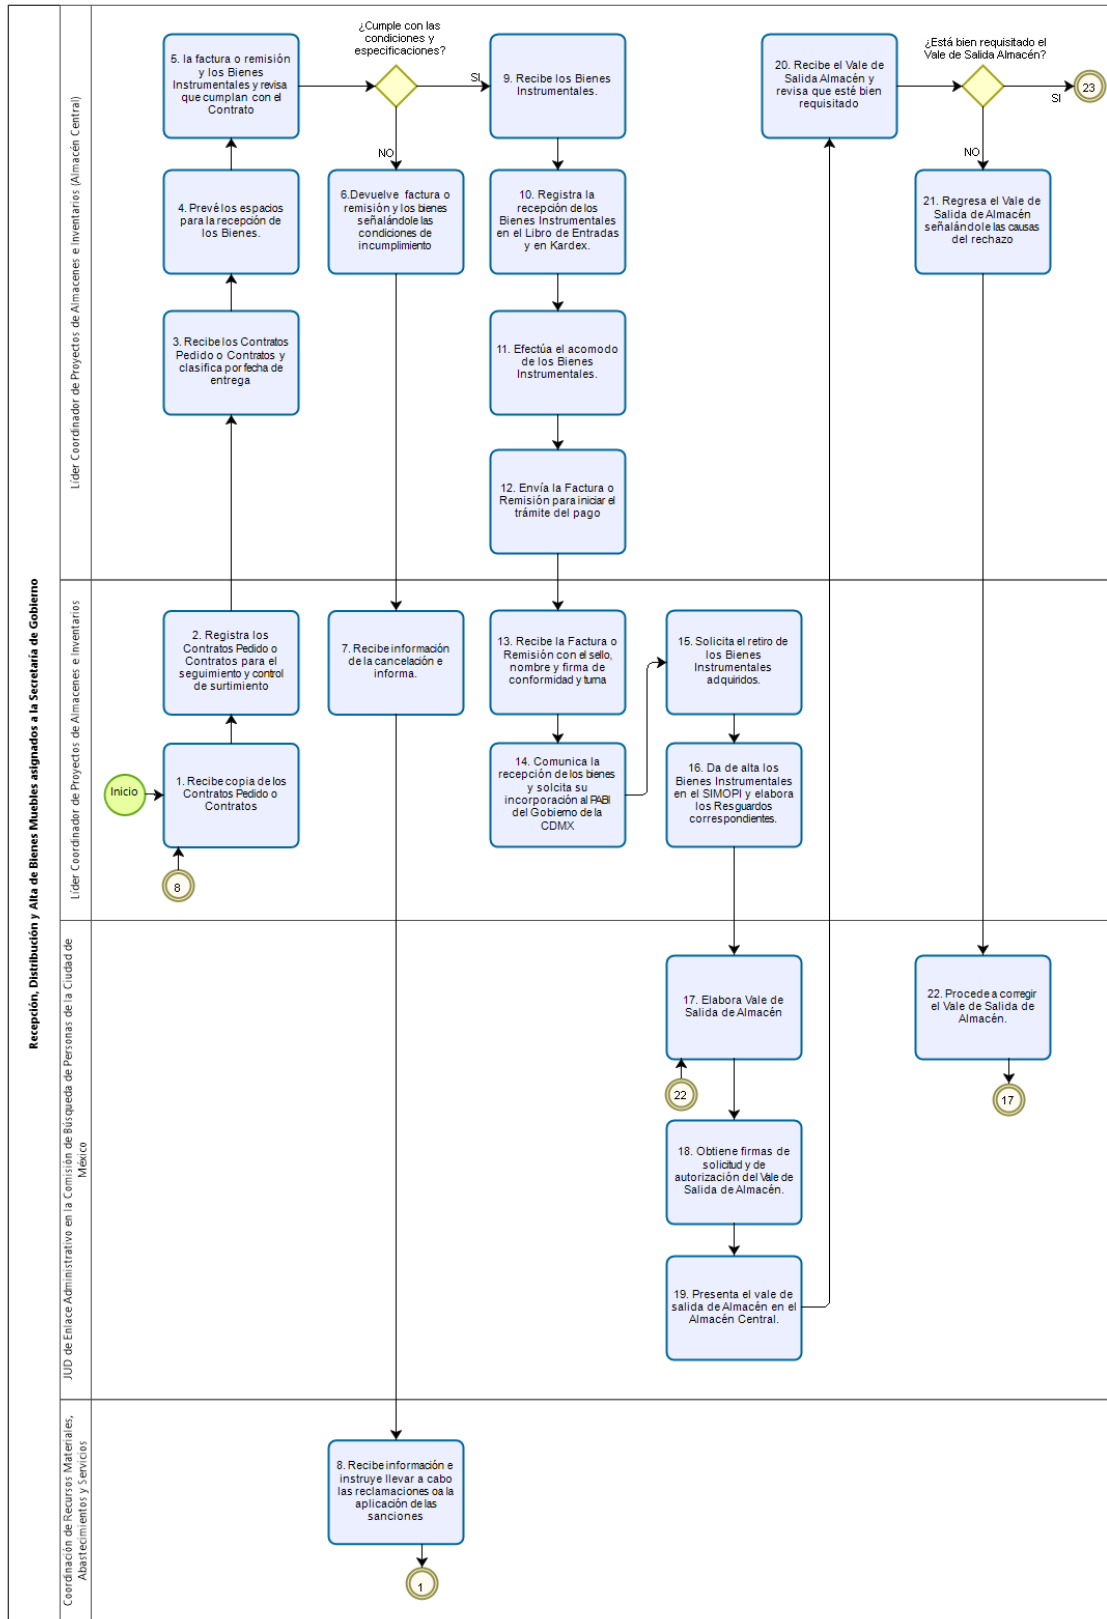 Recepción, Distribución y Alta de Bienes Muebles asignados a la Secretaría de Gobierno
Líder Coordinador de Proyectos de Almacenes e Inventarios (Almacén Central)
5. la factura o remisión
y los Bienes
Instrumentales y revisa
que cumplan con el
Contrato
¿Cumple con las
condiciones y
especificaciones?
SI
NO
9. Recibe los Bienes
Instrumentales.
20. Recibe el Vale de
Salida Almacén y
revisa que esté bien
requisitado
¿Está bien requisitado el
Vale de Salida Almacén?
SI
23
NO
4. Prevé los espacios
para la recepción de
los Bienes.
6.Devuelve factura o
remisión y los bienes
señalándole las
condiciones de
incumplimiento
10. Registra la
recepción de los
Bienes Instrumentales
en el Libro de Entradas
y en Kardex.
21. Regresa el Vale de
Salida de Almacén
señalándole las causas
del rechazo
3. Recibe los Contratos
Pedido o Contratos y
clasifica por fecha de
entrega
11. Efectúa el acomodo
de los Bienes
Instrumentales.
12. Envía la Factura o
Remisión para iniciar el
trámite del pago
Líder Coordinador de Proyectos de Almacenes e Inventarios
2. Registra los
Contratos Pedido o
Contratos para el
seguimiento y control
de surtimiento
7. Recibe información
de la cancelación e
informa.
13. Recibe la Factura o
Remisión con el sello,
nombre y firma de
conformidad y turna
15. Solicita el retiro de
los Bienes
Instrumentales
adquiridos.
Inicio
1. Recibe copia de los
Contratos Pedido o
Contratos
14. Comunica la
recepción de los bienes
y solcita su
incorporación al PABI
del Gobierno de la
CDMX
16. Da de alta los
Bienes Instrumentales
en el SIMOPI y elabora
los Resguardos
correspondientes.
8
JUD de Enlace Administrativo en la Comisión de Búsqueda de Personas de la Ciudad de
México
17. Elabora Vale de
Salida de Almacén
22. Procede a corregir
el Vale de Salida de
Almacén.
22
17
18. Obtiene firmas de
solicitud y de
autorización del Vale de
Salida de Almacén.
19. Presenta el vale de
salida de Almacén en el
Almacén Central.
Coordinación de Recursos Materiales,
Abastecimientos y Servicios
8. Recibe información e
instruye llevar a cabo
las reclamaciones oa la
aplicación de las
sanciones
1